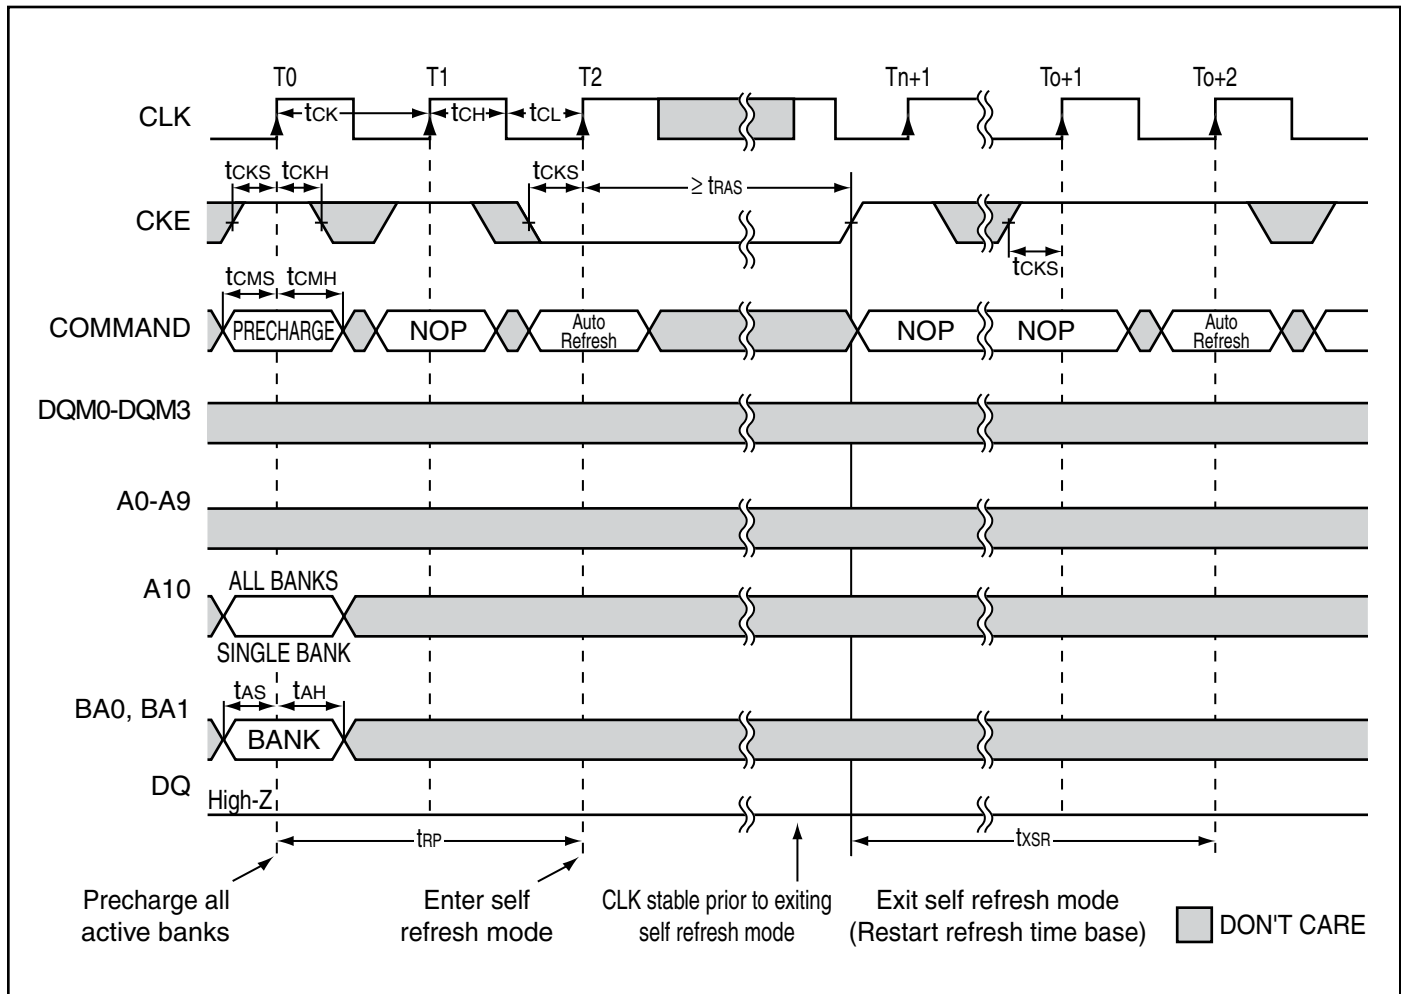 T0 T1 T2 Tn+1 To+1 To+2
CLK tCK tCH tCL
tCKS tCKH tCKS ≥ tRAS
CKE
tCKS
tCMS tCMH
COMMAND PRECHARGE NOP Auto Refresh NOP NOP Auto Refresh
DQM0-DQM3
A0-A9
A10 ALL BANKS
SINGLE BANK
tAS tAH
BA0, BA1 BANK
DQ High-Z
tRP tXSR
Precharge all
active banks
Enter self
refresh mode
CLK stable prior to exiting
self refresh mode
Exit self refresh mode
(Restart refresh time base)
DON'T CARE